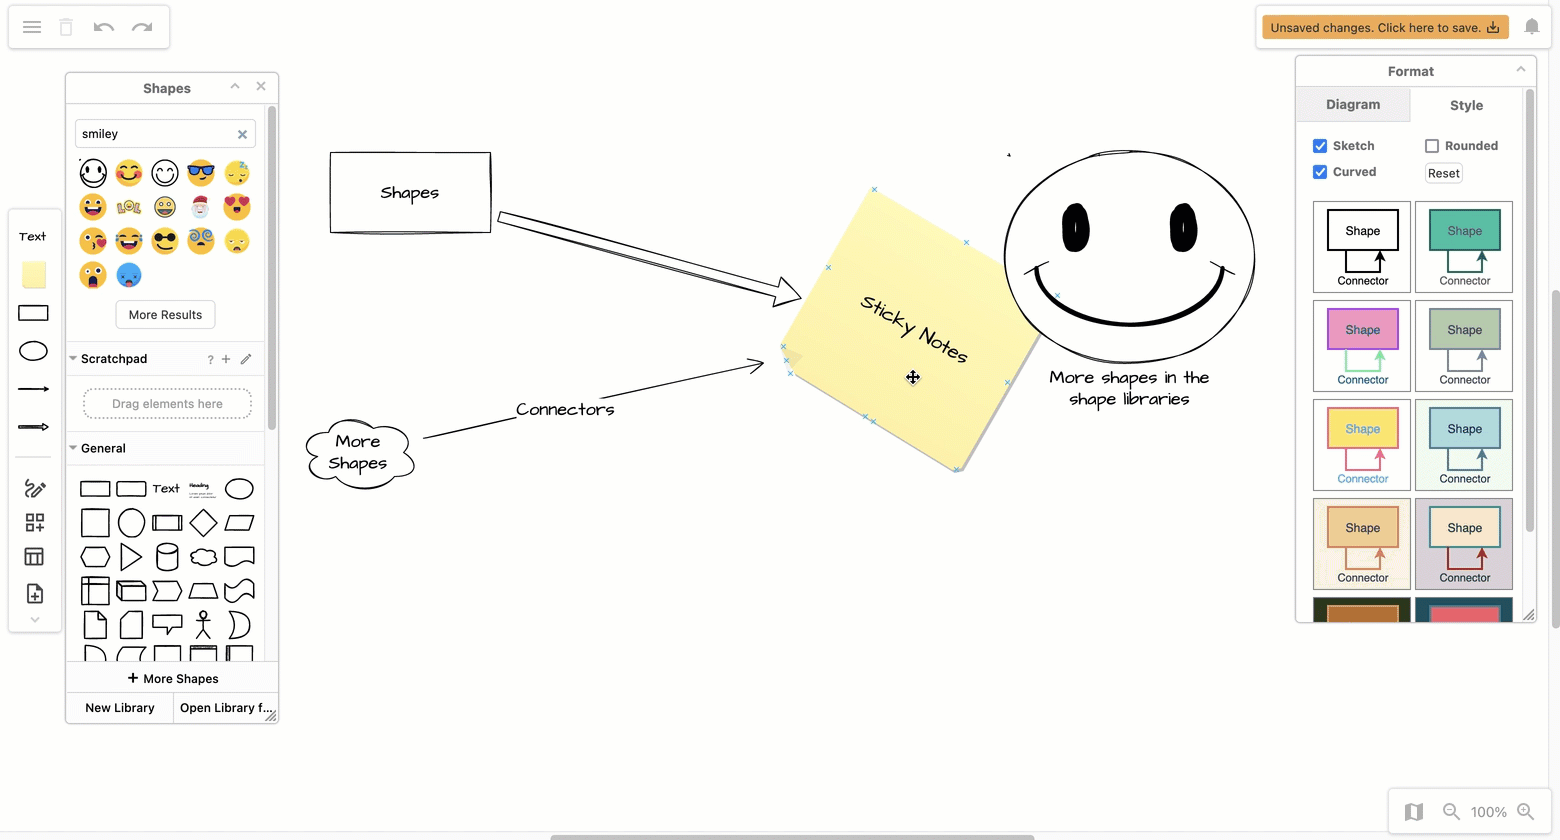 Unsaved changes. Click here to save.
Shapes
smiley
LOL
More Results
Scratchpad
?
Drag elements here
General
Text
Heading
More Shapes
New Library
Open Library f...
Text
Shapes
Sticky Notes
Connectors
More
Shapes
More shapes in the
shape libraries
Format
Diagram
Style
Sketch
Rounded
Curved
Reset
Shape
Connector
Shape
Connector
Shape
Connector
Shape
Connector
Shape
Connector
Shape
Connector
Shape
Connector
Shape
Connector
100%